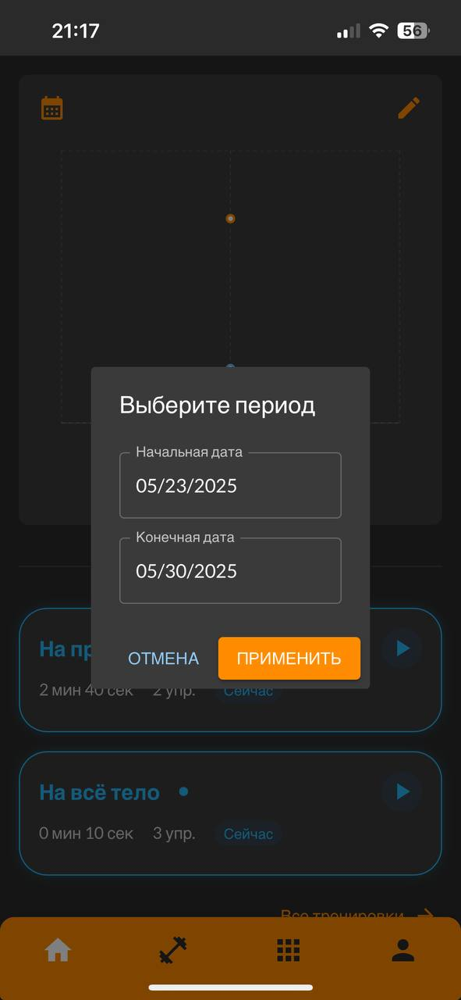 21:17
56
Выберите период
Начальная дата
05/23/2025
Конечная дата
05/30/2025
ОТМЕНА
ПРИМЕНИТЬ
На пр
2 мин 40 сек
2 упр.
Сейчас
На всё тело
0 мин 10 сек
3 упр.
Сейчас
Все тренировки